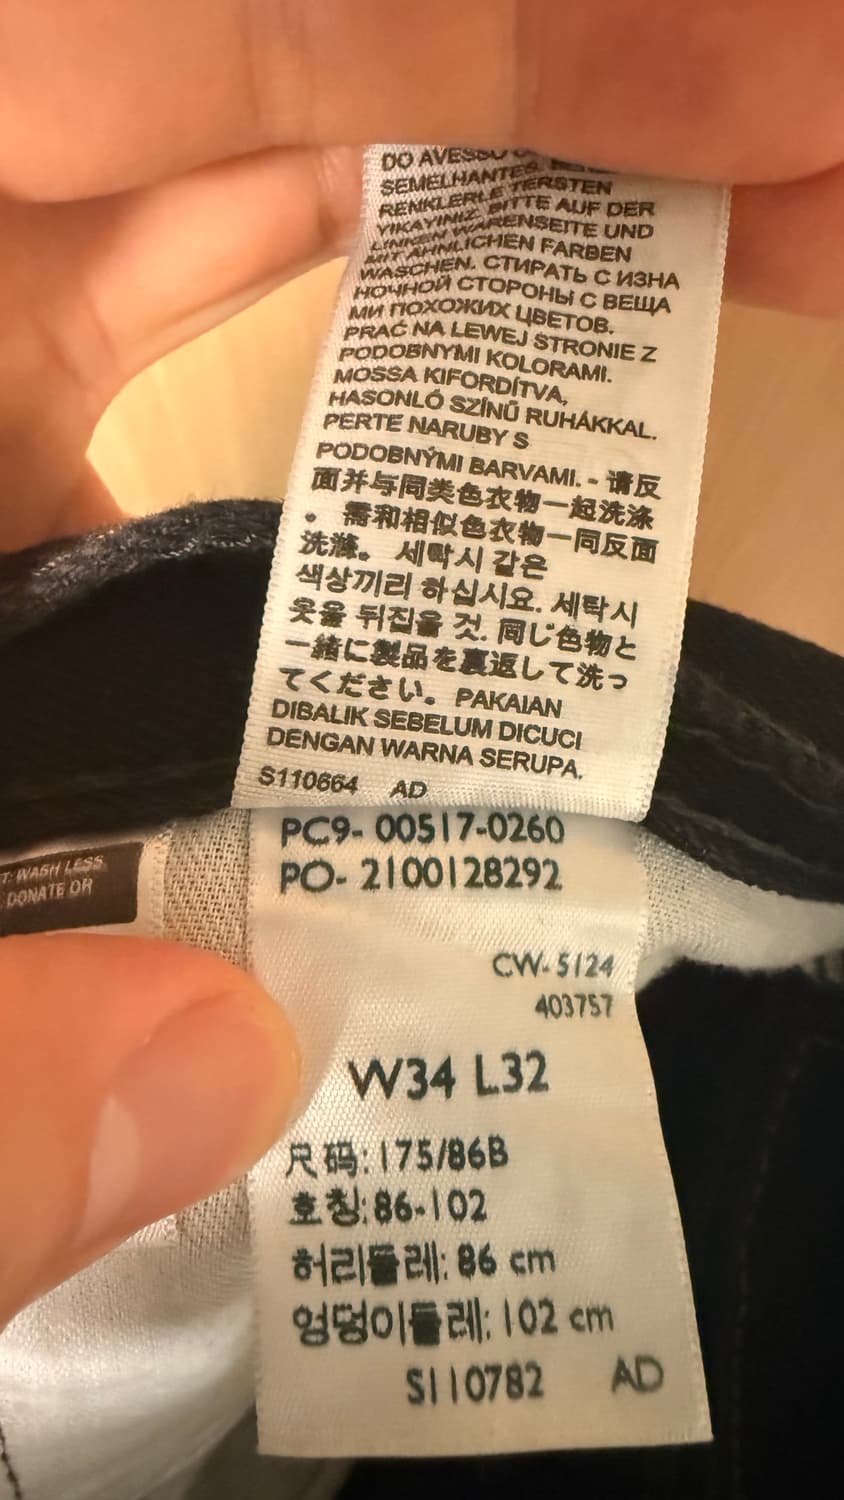 DO AVESSO
SEMELHANTES TERSTEN
RENKLERLE
YIKAYINIZ. BITTE AUF DER
LINKEN WARENSEITE UND
MIT ÄHNLICHEN FARBEN
WASCHEN. СТИРАТЬ С ИЗНА
НОЧНОЙ СТОРОНЫ С ВЕЩА
МИ ПОХОЖИХ ЦВЕТОВ.
PRAĆ NA LEWEJ STRONIE Z
PODOBNYMI KOLORAMI.
MOSSA KIFORDÍTVA,
HASONLÓ SZÍNŰ RUHÁKKAL.
PERTE NARUBY S
PODOBNÝMI BARVAMI. - 请反
面并与同类色衣物一起洗涤
。 需和相似色衣物一同反面
洗滌。 세탁시 같은
색상끼리 하십시요. 세탁시
옷을 뒤집을 것. 同じ色物と
一緒に製品を裏返して洗っ
てください。 PAKAIAN
DIBALIK SEBELUM DICUCI
DENGAN WARNA SERUPA.
S110664 AD
T: WASH LESS
DONATE OR
PC9- 00517-0260
PO- 2100128292
CW- 5124
403757
W34 L32
尺码: 175/86B
호칭: 86-102
허리둘레: 86 cm
엉덩이둘레: 102 cm
S110782 AD